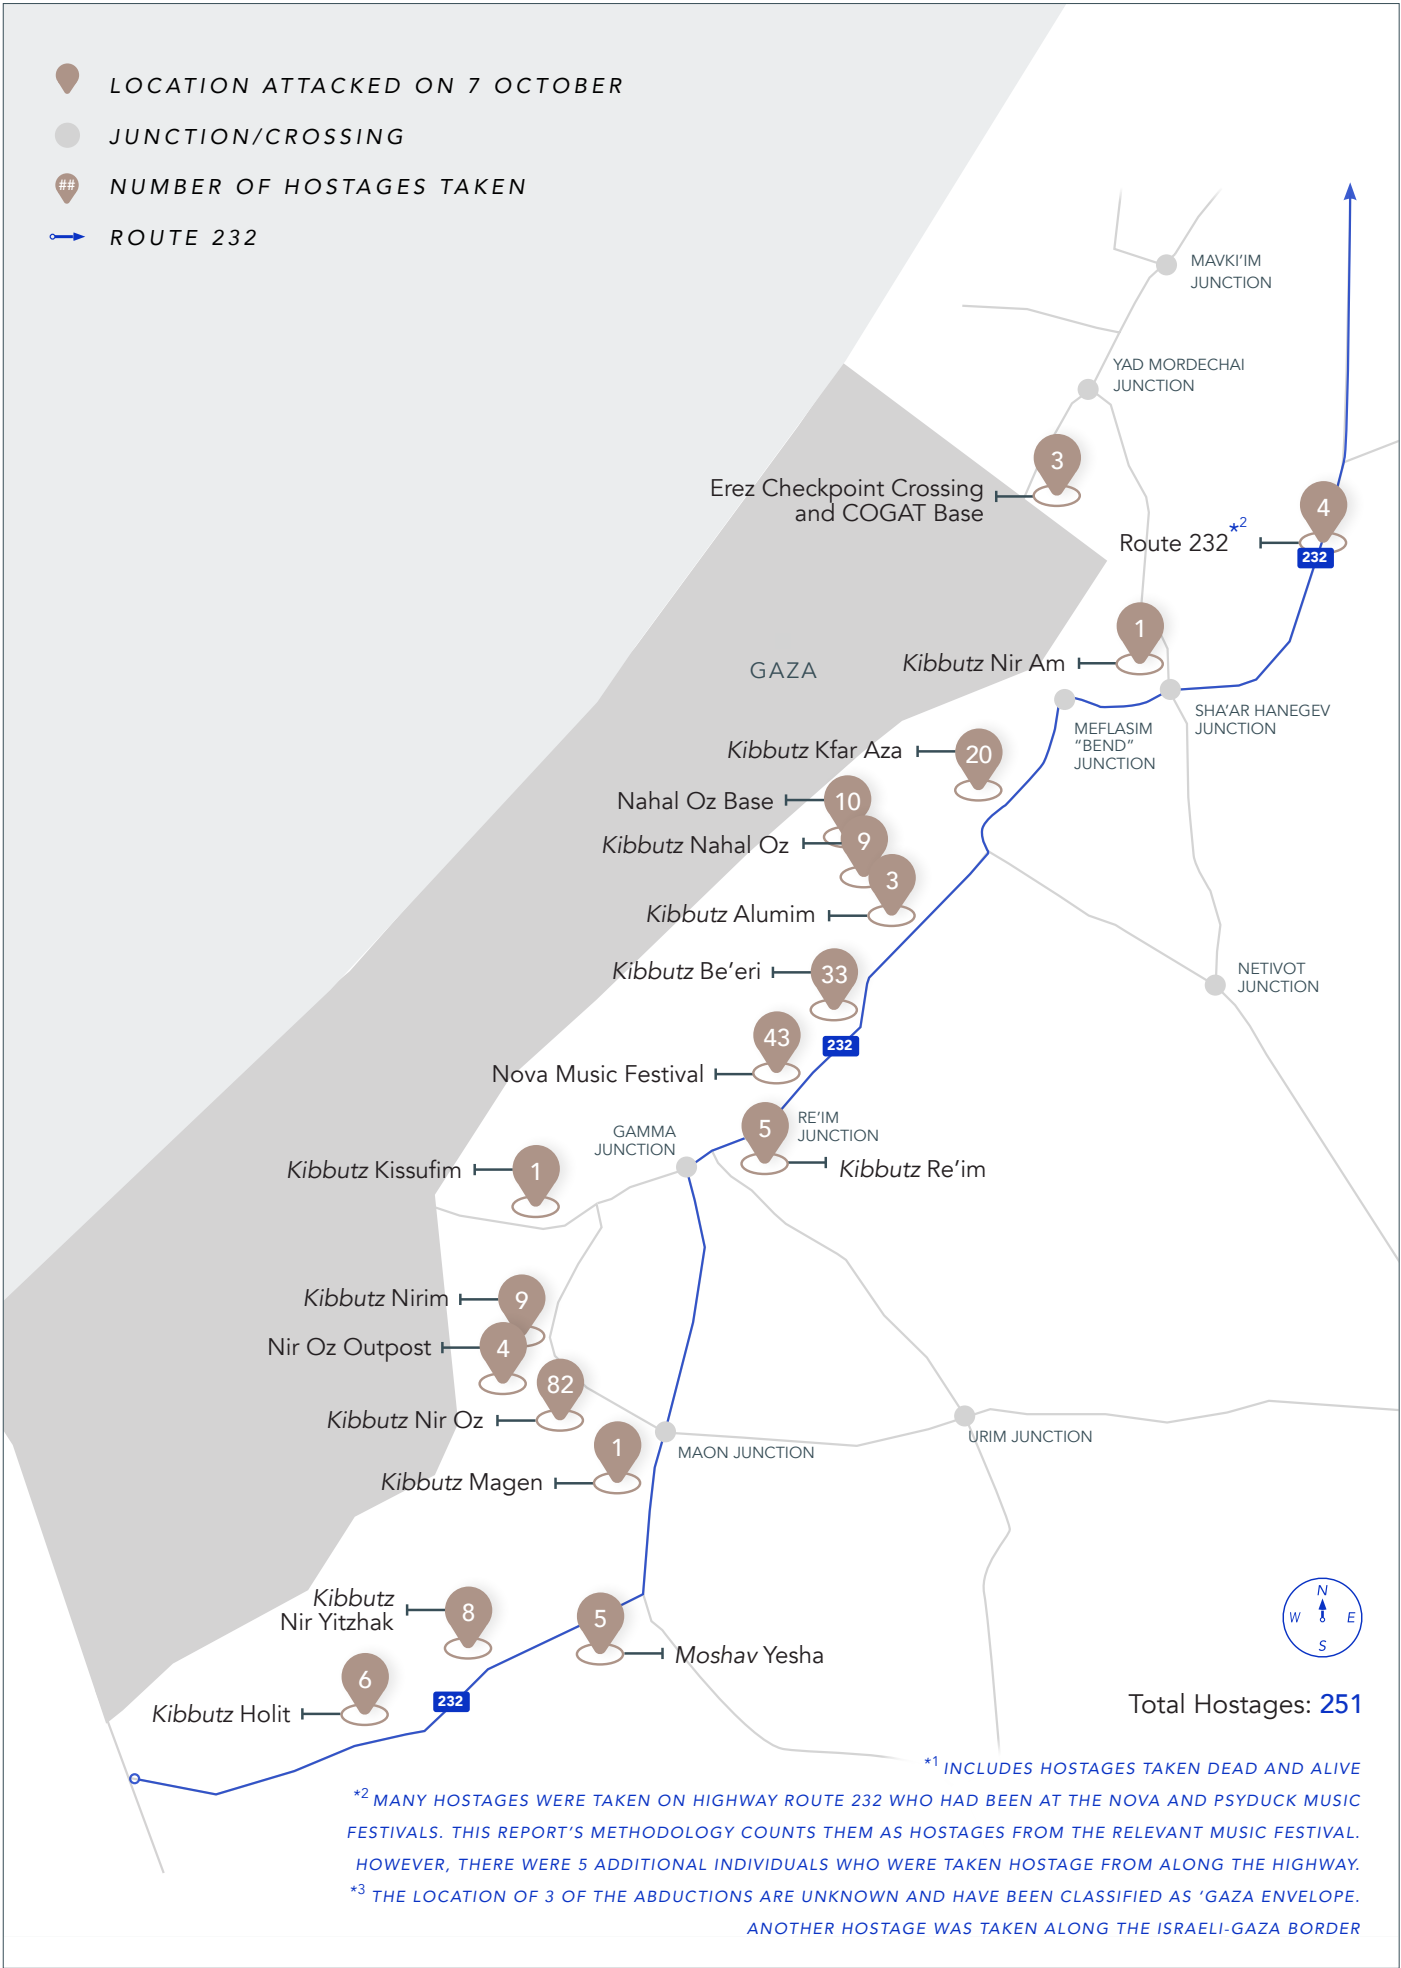 LOCATION ATTACKED ON 7 OCTOBER
JUNCTION/CROSSING
## NUMBER OF HOSTAGES TAKEN
ROUTE 232
MAVKI'IM
JUNCTION
YAD MORDECHAI
JUNCTION
3
Erez Checkpoint Crossing
and COGAT Base
4
Route 232*2
232
1
Kibbutz Nir Am
GAZA
SHA'AR HANEGEV
JUNCTION
MEFLASIM
"BEND"
JUNCTION
Kibbutz Kfar Aza
20
Nahal Oz Base
10
Kibbutz Nahal Oz
9
3
Kibbutz Alumim
Kibbutz Be'eri
33
NETIVOT
JUNCTION
43
232
Nova Music Festival
5
RE'IM
JUNCTION
GAMMA
JUNCTION
Kibbutz Re'im
Kibbutz Kissufim
1
Kibbutz Nirim
9
Nir Oz Outpost
4
82
Kibbutz Nir Oz
URIM JUNCTION
1
MAON JUNCTION
Kibbutz Magen
Kibbutz
Nir Yitzhak
8
5
Moshav Yesha
6
Kibbutz Holit
232
N
W E
S
Total Hostages: 251
*1 INCLUDES HOSTAGES TAKEN DEAD AND ALIVE
*2 MANY HOSTAGES WERE TAKEN ON HIGHWAY ROUTE 232 WHO HAD BEEN AT THE NOVA AND PSYDUCK MUSIC
FESTIVALS. THIS REPORT'S METHODOLOGY COUNTS THEM AS HOSTAGES FROM THE RELEVANT MUSIC FESTIVAL.
HOWEVER, THERE WERE 5 ADDITIONAL INDIVIDUALS WHO WERE TAKEN HOSTAGE FROM ALONG THE HIGHWAY.
*3 THE LOCATION OF 3 OF THE ABDUCTIONS ARE UNKNOWN AND HAVE BEEN CLASSIFIED AS 'GAZA ENVELOPE.
ANOTHER HOSTAGE WAS TAKEN ALONG THE ISRAELI-GAZA BORDER